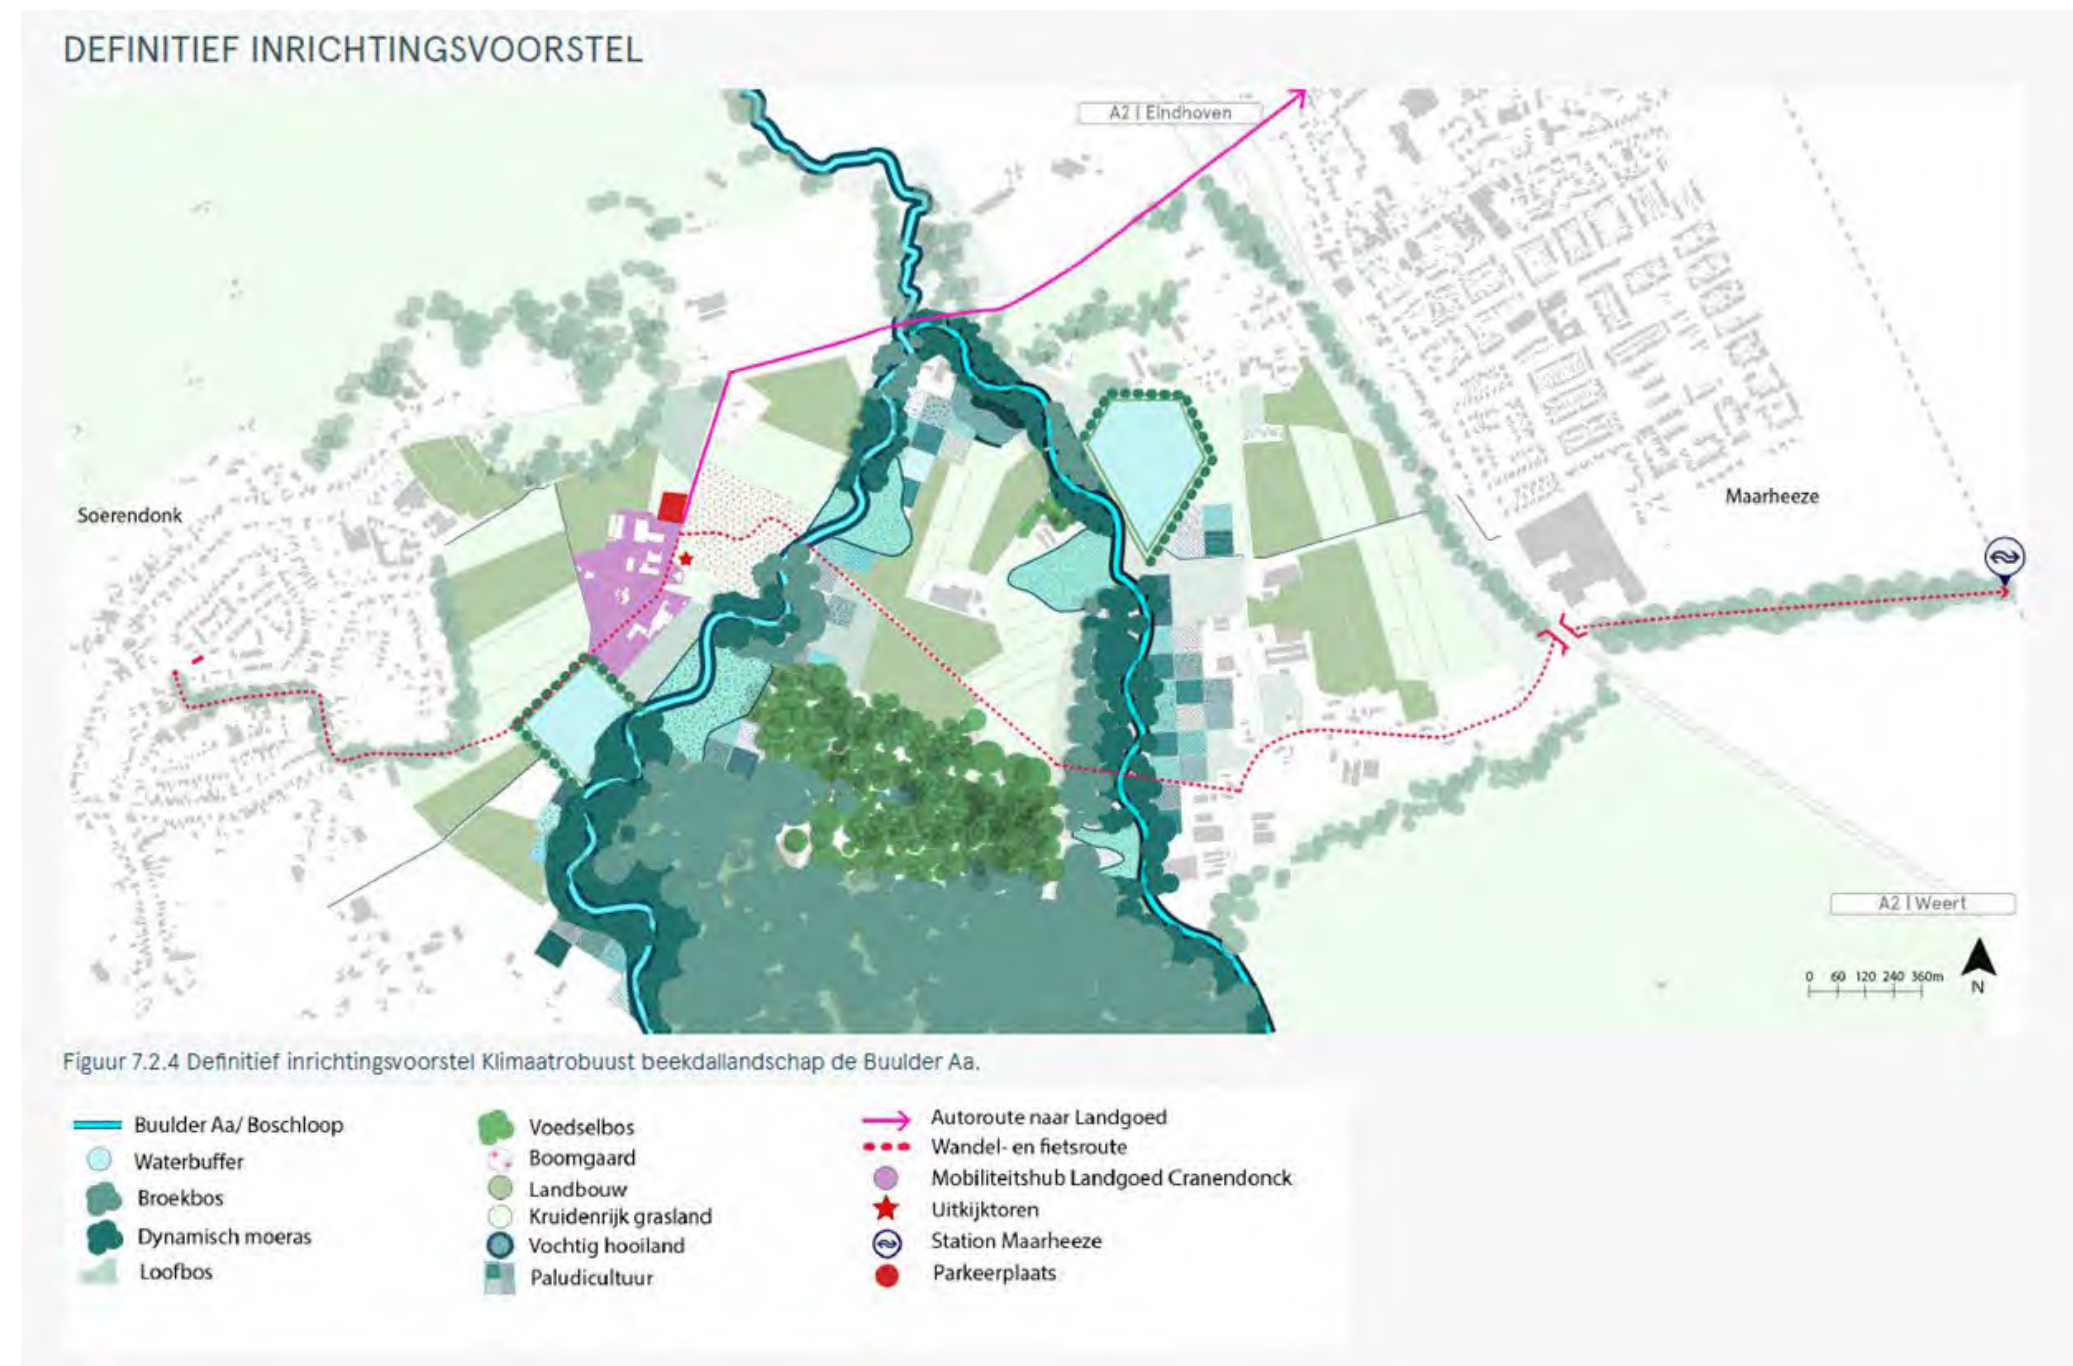 DEFINITIEF INRICHTINGSVOORSTEL
A2 | Eindhoven
Soerendonk
Maarheeze
A2 | Weert
0 60 120 240 360m
N
Figuur 7.2.4 Definitief inrichtingsvoorstel Klimaatrobuust beekdallandschap de Buulder Aa.
Buulder Aa/ Boschloop
Waterbuffer
Broekbos
Dynamisch moeras
Loofbos
Voedselbos
Boomgaard
Landbouw
Kruidenrijk grasland
Vochtig hooiland
Paludicultuur
Autoroute naar Landgoed
Wandel- en fietsroute
Mobiliteitshub Landgoed Cranendonck
Uitkijktoren
Station Maarheeze
Parkeerplaats